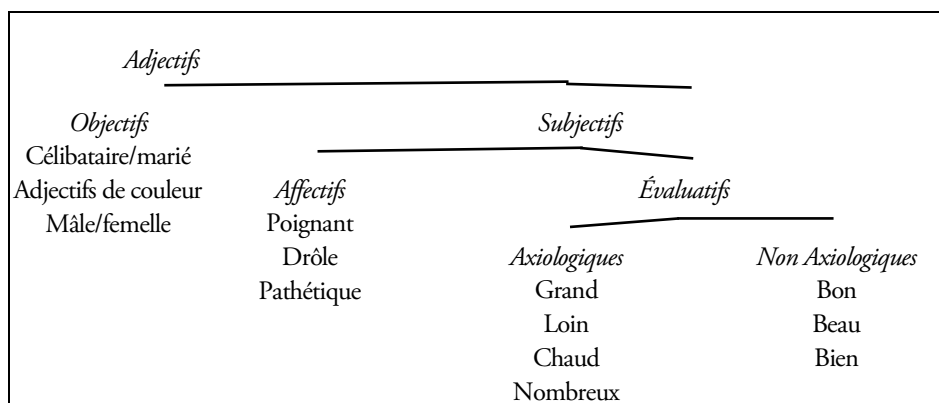 Adjectifs
Objectifs Subjectifs
Célibataire/marié
Adjectifs de couleur Affectifs Évaluatifs
Mâle/femelle Poignant
Drôle Axiologiques Non Axiologiques
Pathétique Grand Bon
Loin Beau
Chaud Bien
Nombreux